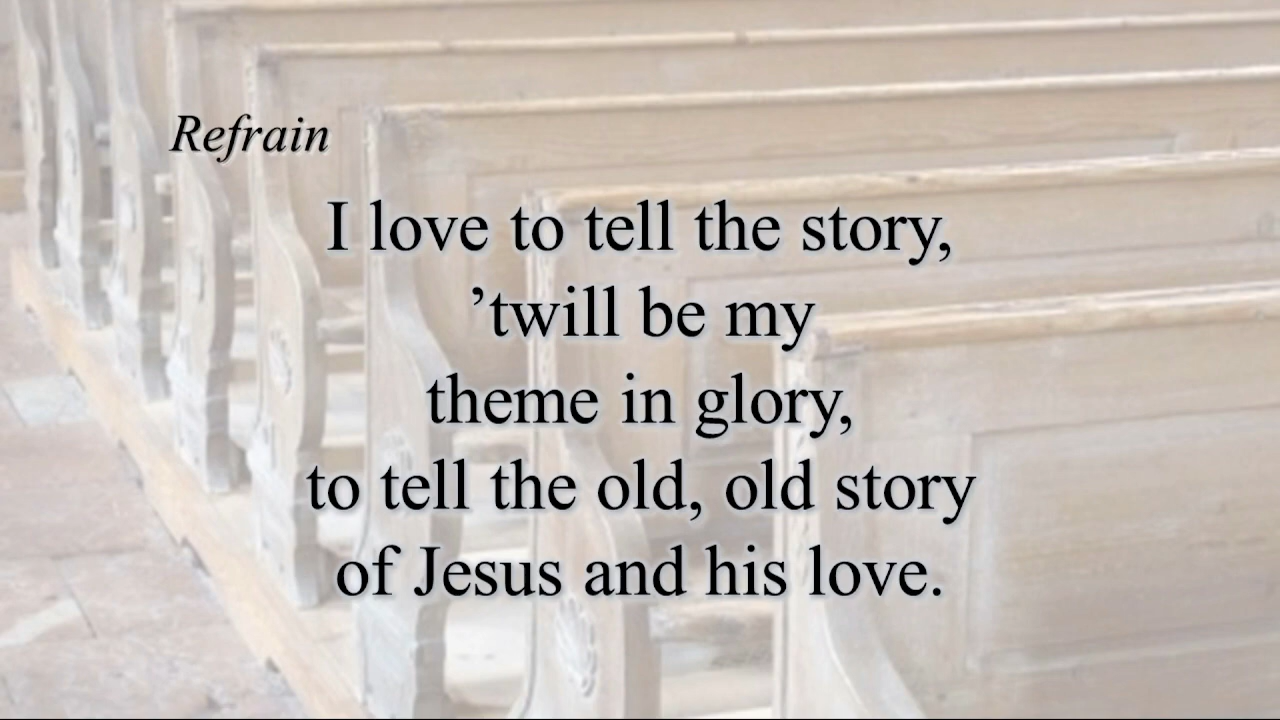 Refrain
I love to tell the story,
’twill be my
theme in glory,
to tell the old, old story
of Jesus and his love.